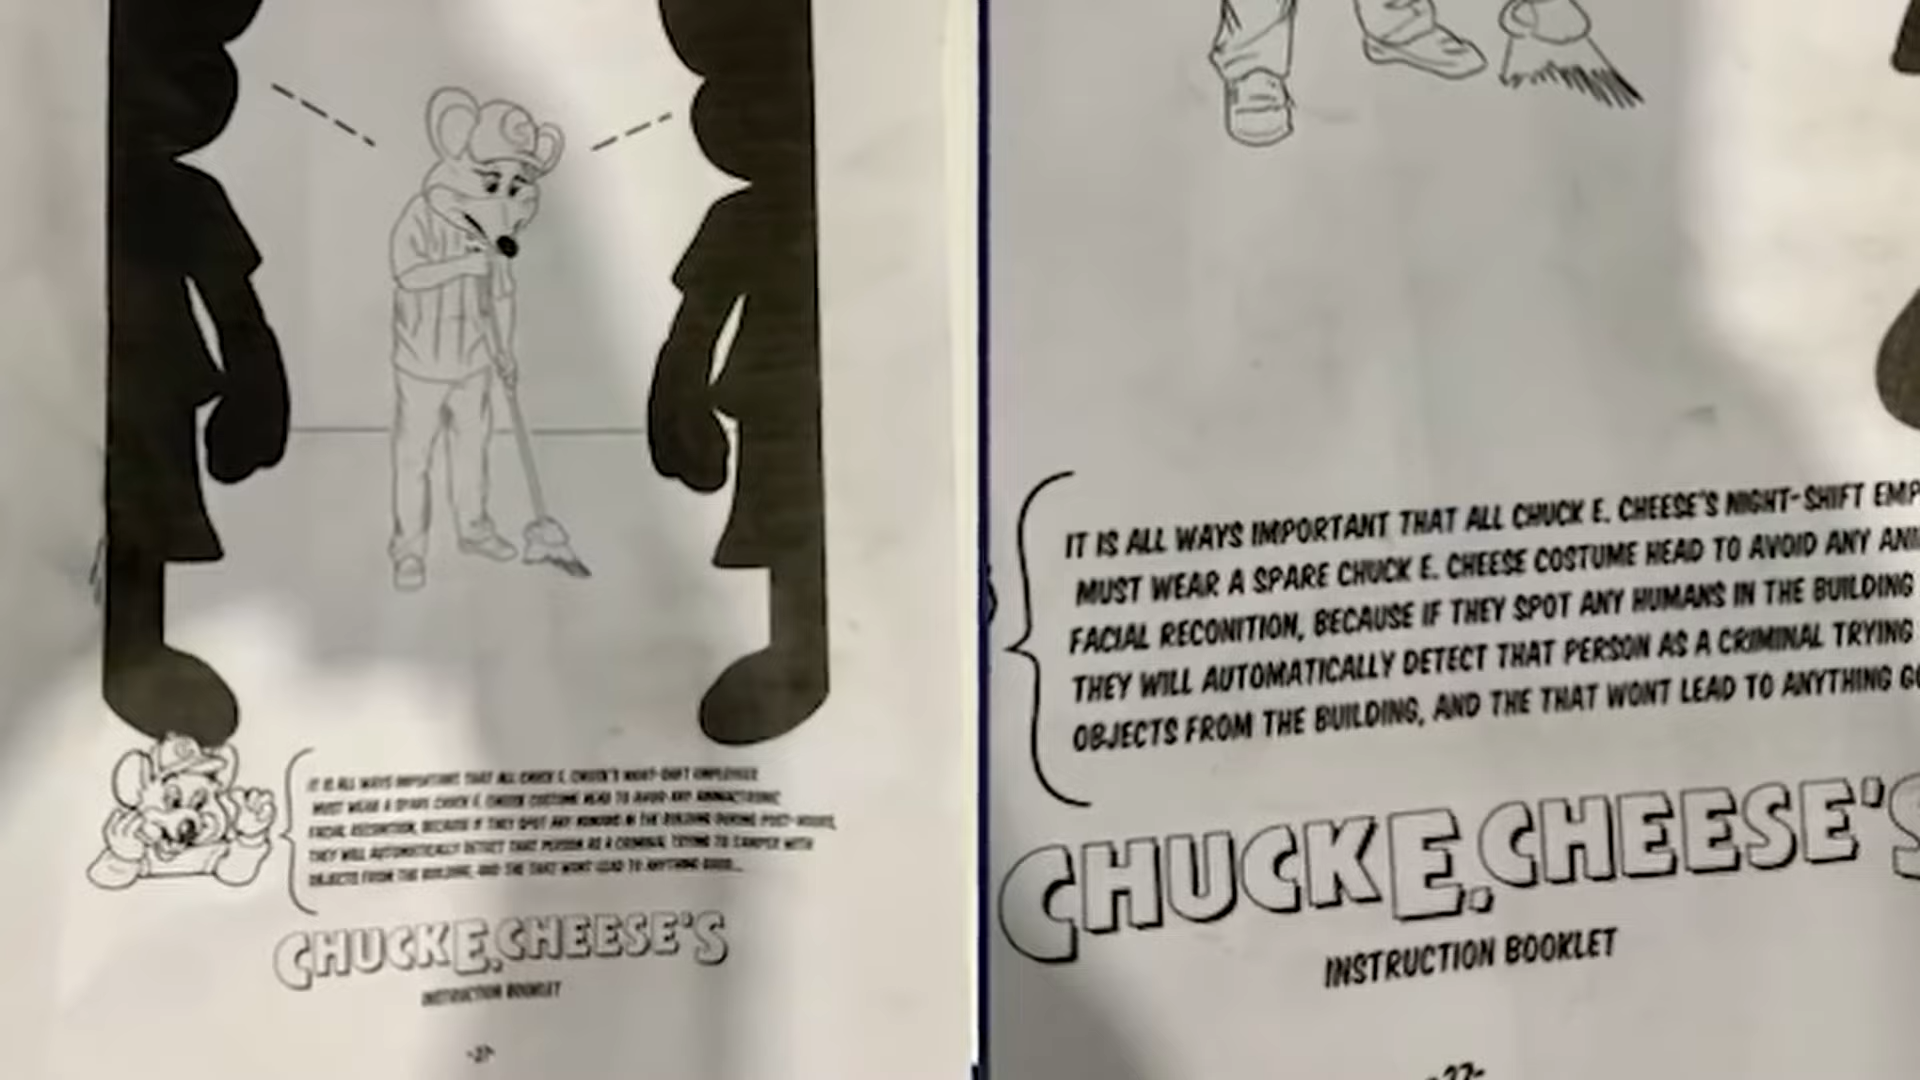 IT IS ALL WAYS IMPORTANT THAT ALL CHUCK E. CHEESE'S NIGHT-SHIFT EMPLOYEES
MUST WEAR A SPARE CHUCK E. CHEESE COSTUME HEAD TO AVOID ANY ANIMACTRONIC
FACIAL RECONITION, BECAUSE IF THEY SPOT ANY HUMANS IN THE BUILDING DURING POST-HOURS,
THEY WILL AUTOMATICALLY DETECT THAT PERSON AS A CRIMINAL TRYING TO TAMPER WITH
OBJECTS FROM THE BUILDING, AND THE THAT WONT LEAD TO ANYTHING GOOD...
CHUCK E. CHEESE'S
INSTRUCTION BOOKLET
-27-
IT IS ALL WAYS IMPORTANT THAT ALL CHUCK E. CHEESE'S NIGHT-SHIFT EMP
MUST WEAR A SPARE CHUCK E. CHEESE COSTUME HEAD TO AVOID ANY ANI
FACIAL RECONITION, BECAUSE IF THEY SPOT ANY HUMANS IN THE BUILDING
THEY WILL AUTOMATICALLY DETECT THAT PERSON AS A CRIMINAL TRYING
OBJECTS FROM THE BUILDING, AND THE THAT WONT LEAD TO ANYTHING GO
CHUCK E. CHEESE'S
INSTRUCTION BOOKLET
-27-